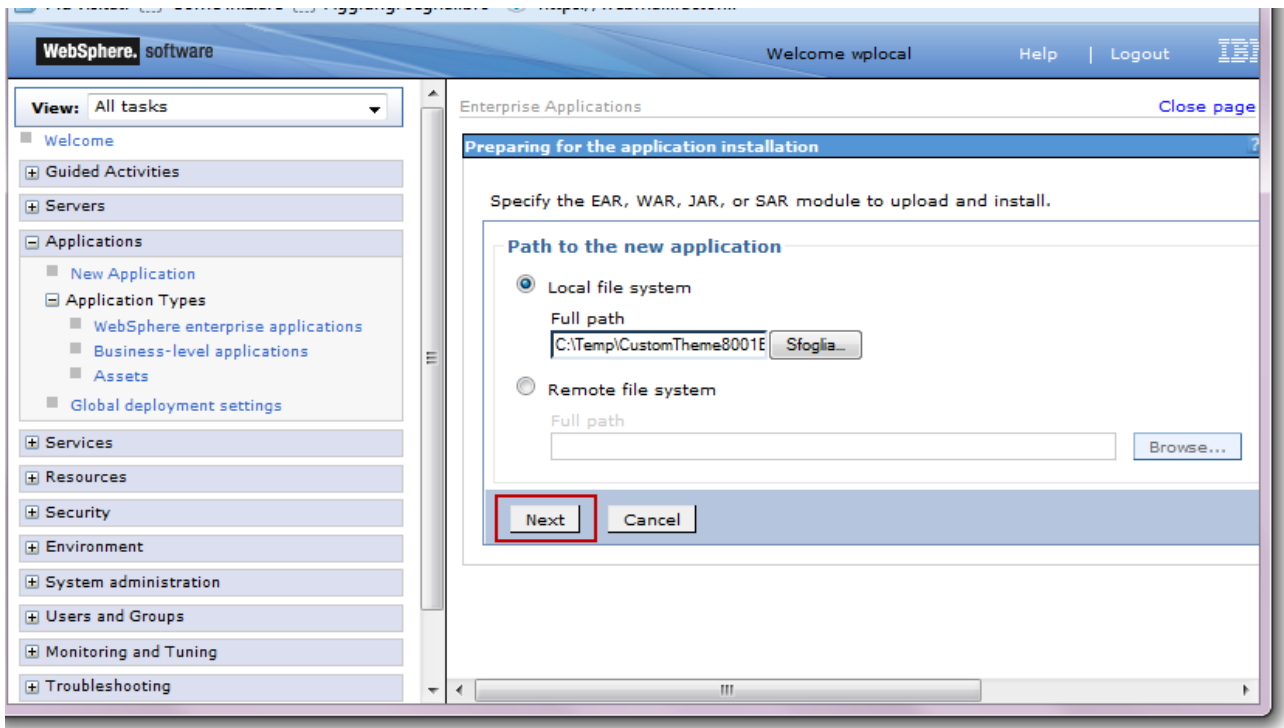 WebSphere. software
Welcome wplocal
Help | Logout
IBM
View: All tasks
Welcome
Guided Activities
Servers
Applications
New Application
Application Types
WebSphere enterprise applications
Business-level applications
Assets
Global deployment settings
Services
Resources
Security
Environment
System administration
Users and Groups
Monitoring and Tuning
Troubleshooting
Enterprise Applications
Close page
Preparing for the application installation
?
Specify the EAR, WAR, JAR, or SAR module to upload and install.
Path to the new application
Local file system
Full path
C:\Temp\CustomTheme8001E
Sfoglia...
Remote file system
Full path
Browse...
Next
Cancel